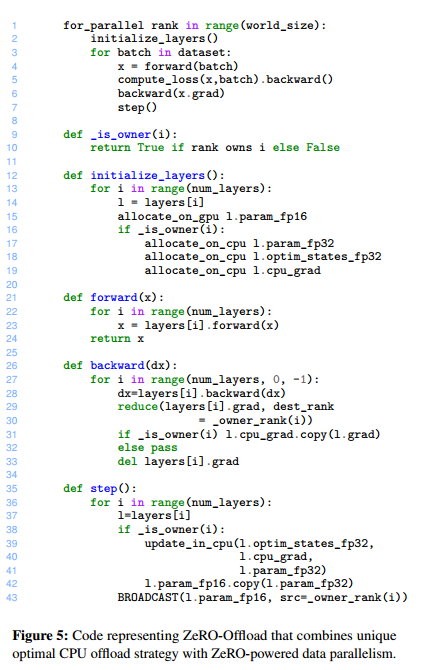 1 for_parallel rank in range(world_size):
2     initialize_layers()
3     for batch in dataset:
4         x = forward(batch)
5         compute_loss(x,batch).backward()
6         backward(x.grad)
7         step()
8
9 def _is_owner(i):
10     return True if rank owns i else False
11
12 def initialize_layers():
13     for i in range(num_layers):
14         l = layers[i]
15         allocate_on_gpu l.param_fp16
16         if _is_owner(i):
17             allocate_on_cpu l.param_fp32
18             allocate_on_cpu l.optim_states_fp32
19             allocate_on_cpu l.cpu_grad
20
21 def forward(x):
22     for i in range(num_layers):
23         x = layers[i].forward(x)
24     return x
25
26 def backward(dx):
27     for i in range(num_layers, 0, -1):
28         dx=layers[i].backward(dx)
29         reduce(layers[i].grad, dest_rank
30                     = _owner_rank(i))
31         if _is_owner(i) l.cpu_grad.copy(l.grad)
32         else pass
33         del layers[i].grad
34
35 def step():
36     for i in range(num_layers):
37         l=layers[i]
38         if _is_owner(i):
39             update_in_cpu(l.optim_states_fp32,
40                           l.cpu_grad,
41                           l.param_fp32)
42             l.param_fp16.copy(l.param_fp32)
43         BROADCAST(l.param_fp16, src=_owner_rank(i))
Figure 5: Code representing ZeRO-Offload that combines unique
optimal CPU offload strategy with ZeRO-powered data parallelism.